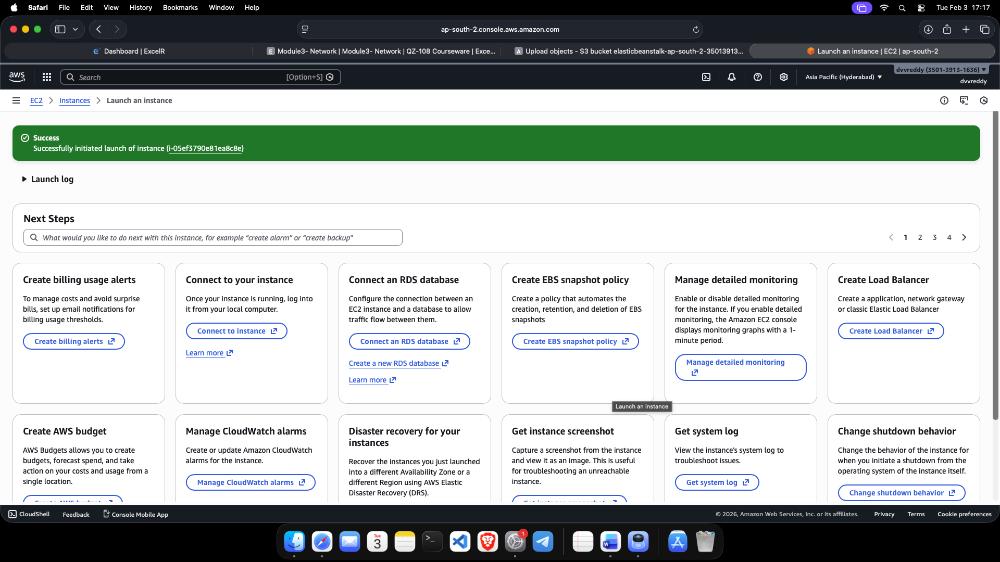 Safari File Edit View History Bookmarks Window Help
Tue Feb 3 17:17
ap-south-2.console.aws.amazon.com
Dashboard | ExcelR
E Module3- Network | Module3- Network | QZ-108 Courseware | Exce...
A Upload objects - S3 bucket elasticbeanstalk-ap-south-2-35013913...
Launch an instance | EC2 | ap-south-2
aws
Search
[Option+S]
Asia Pacific (Hyderabad)
dvvreddy (3501-3913-1636)
dvvreddy
EC2
Instances
Launch an instance
Success
Successfully initiated launch of instance (i-05ef3790e81ea8c8e)
Launch log
Next Steps
What would you like to do next with this instance, for example “create alarm” or “create backup”
1 2 3 4
Create billing usage alerts
To manage costs and avoid surprise
bills, set up email notifications for
billing usage thresholds.
Create billing alerts
Connect to your instance
Once your instance is running, log into
it from your local computer.
Connect to instance
Learn more
Connect an RDS database
Configure the connection between an
EC2 instance and a database to allow
traffic flow between them.
Connect an RDS database
Create a new RDS database
Learn more
Create EBS snapshot policy
Create a policy that automates the
creation, retention, and deletion of EBS
snapshots
Create EBS snapshot policy
Manage detailed monitoring
Enable or disable detailed monitoring
for the instance. If you enable detailed
monitoring, the Amazon EC2 console
displays monitoring graphs with a 1-
minute period.
Manage detailed monitoring
Create Load Balancer
Create a application, network gateway
or classic Elastic Load Balancer
Create Load Balancer
Launch an instance
Create AWS budget
AWS Budgets allows you to create
budgets, forecast spend, and take
action on your costs and usage from a
single location.
Create AWS budget
Manage CloudWatch alarms
Create or update Amazon CloudWatch
alarms for the instance.
Manage CloudWatch alarms
Disaster recovery for your
instances
Recover the instances you just launched
into a different Availability Zone or a
different Region using AWS Elastic
Disaster Recovery (DRS).
Get instance screenshot
Capture a screenshot from the instance
and view it as an image. This is useful
for troubleshooting an unreachable
instance.
Get instance screenshot
Get system log
View the instance's system log to
troubleshoot issues.
Get system log
Change shutdown behavior
Change the behavior of the instance for
when you initiate a shutdown from the
operating system of the instance itself.
Change shutdown behavior
CloudShell
Feedback
Console Mobile App
© 2026, Amazon Web Services, Inc. or its affiliates.
Privacy
Terms
Cookie preferences
Tue
3
1
W